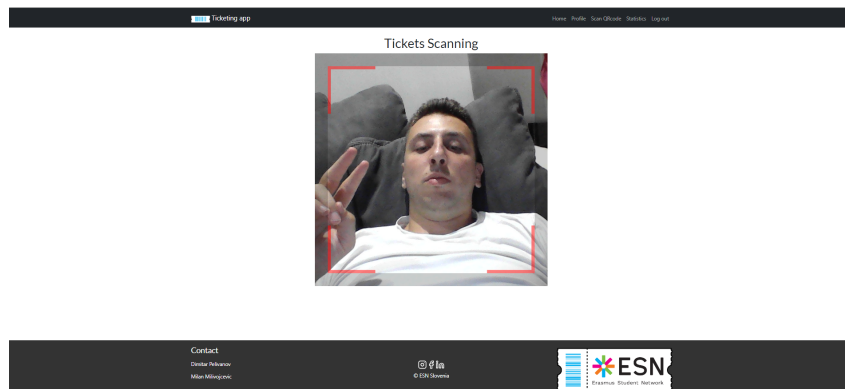 Ticketing app
Home Profile Scan QRcode Statistics Log out
Tickets Scanning
Contact
Dimitar Pelivanov
Milan Milivojcevic
© ESN Slovenia
ESN
Erasmus Student Network